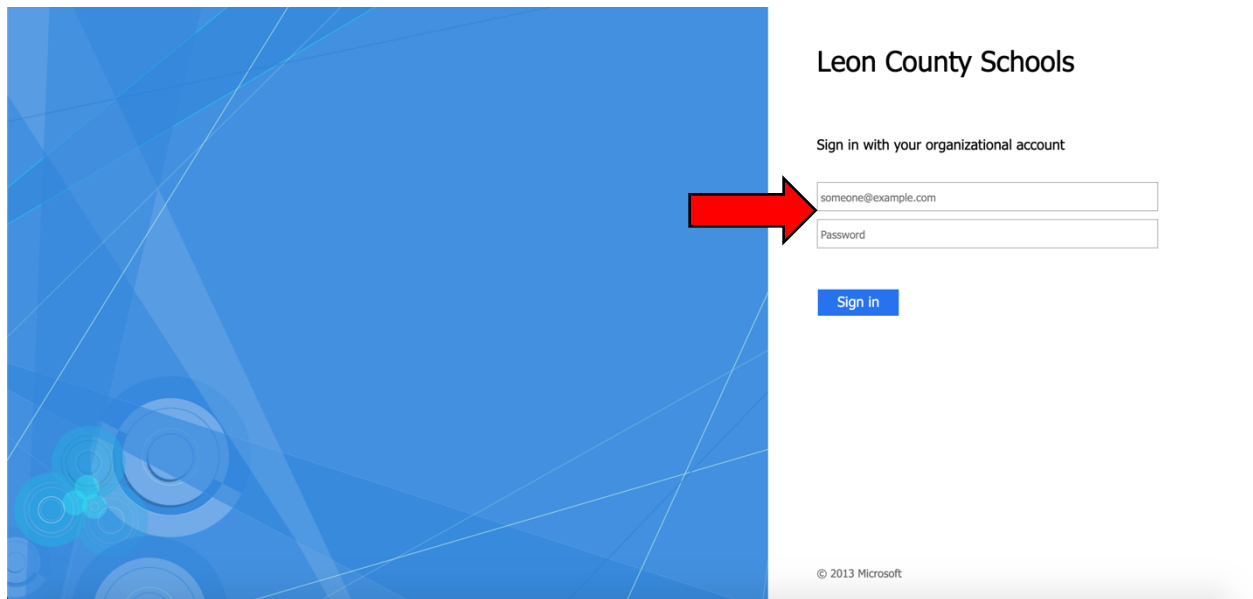 Leon County Schools
Sign in with your organizational account
someone@example.com
Password
Sign in
© 2013 Microsoft